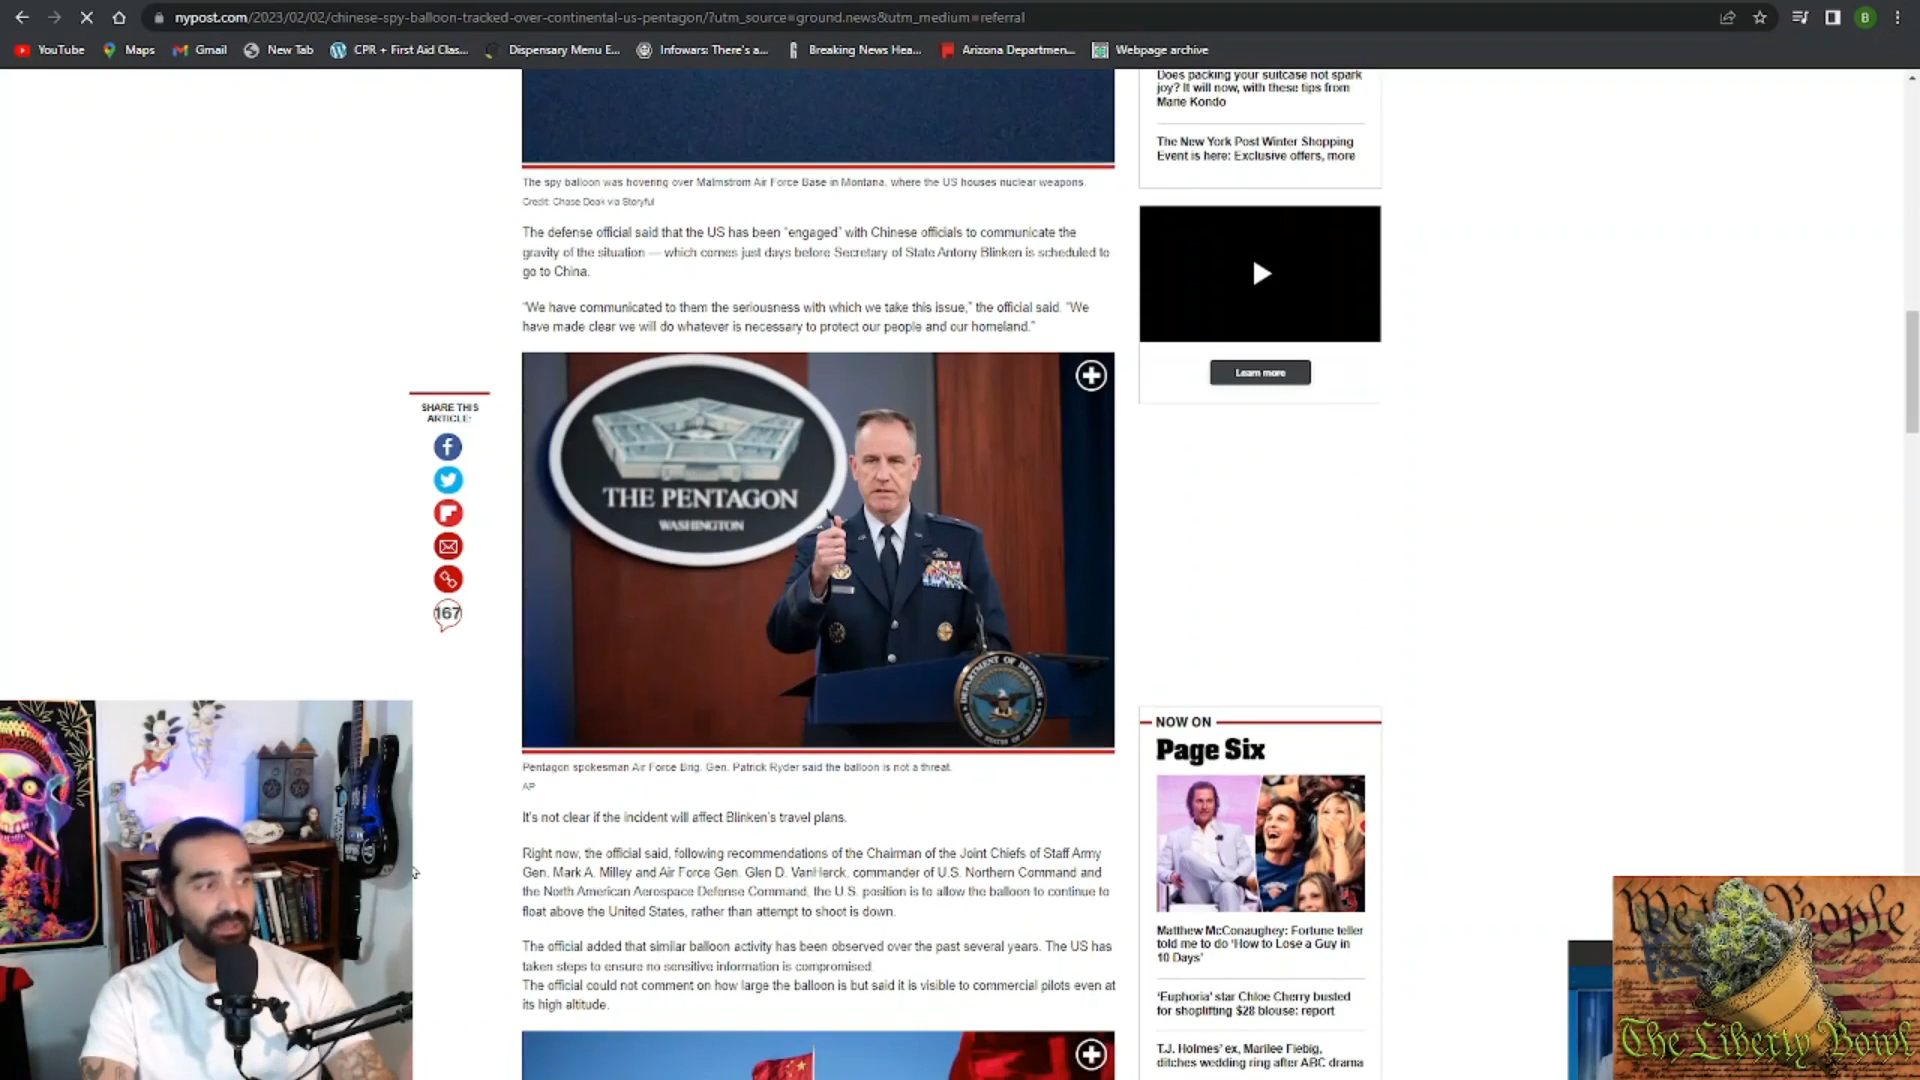 nypost.com/2023/02/02/chinese-spy-balloon-tracked-over-continental-us-pentagon/?utm_source=ground.news&utm_medium=referral
B
YouTube
Maps
Gmail
New Tab
CPR + First Aid Clas...
Dispensary Menu E...
Infowars: There's a...
Breaking News Hea...
Arizona Departmen...
Webpage archive
Does packing your suitcase not spark
joy? It will now, with these tips from
Marie Kondo
The New York Post Winter Shopping
Event is here: Exclusive offers, more
The spy balloon was hovering over Malmstrom Air Force Base in Montana, where the US houses nuclear weapons.
Credit: Chase Doak via Storyful
The defense official said that the US has been "engaged" with Chinese officials to communicate the
gravity of the situation — which comes just days before Secretary of State Antony Blinken is scheduled to
go to China.
"We have communicated to them the seriousness with which we take this issue," the official said. "We
have made clear we will do whatever is necessary to protect our people and our homeland."
Learn more
SHARE THIS
ARTICLE:
167
THE PENTAGON
WASHINGTON
DEPARTMENT OF DEFENSE
Pentagon spokesman Air Force Brig. Gen. Patrick Ryder said the balloon is not a threat.
AP
It's not clear if the incident will affect Blinken's travel plans.
Right now, the official said, following recommendations of the Chairman of the Joint Chiefs of Staff Army
Gen. Mark A. Milley and Air Force Gen. Glen D. VanHerck, commander of U.S. Northern Command and
the North American Aerospace Defense Command, the U.S. position is to allow the balloon to continue to
float above the United States, rather than attempt to shoot is down.
The official added that similar balloon activity has been observed over the past several years. The US has
taken steps to ensure no sensitive information is compromised.
The official could not comment on how large the balloon is but said it is visible to commercial pilots even at
its high altitude.
NOW ON
Page Six
Matthew McConaughey: Fortune teller
told me to do 'How to Lose a Guy in
10 Days'
'Euphoria' star Chloe Cherry busted
for shoplifting $28 blouse: report
T.J. Holmes' ex, Marilee Fiebig,
ditches wedding ring after ABC drama
We the People
The Liberty Bowl